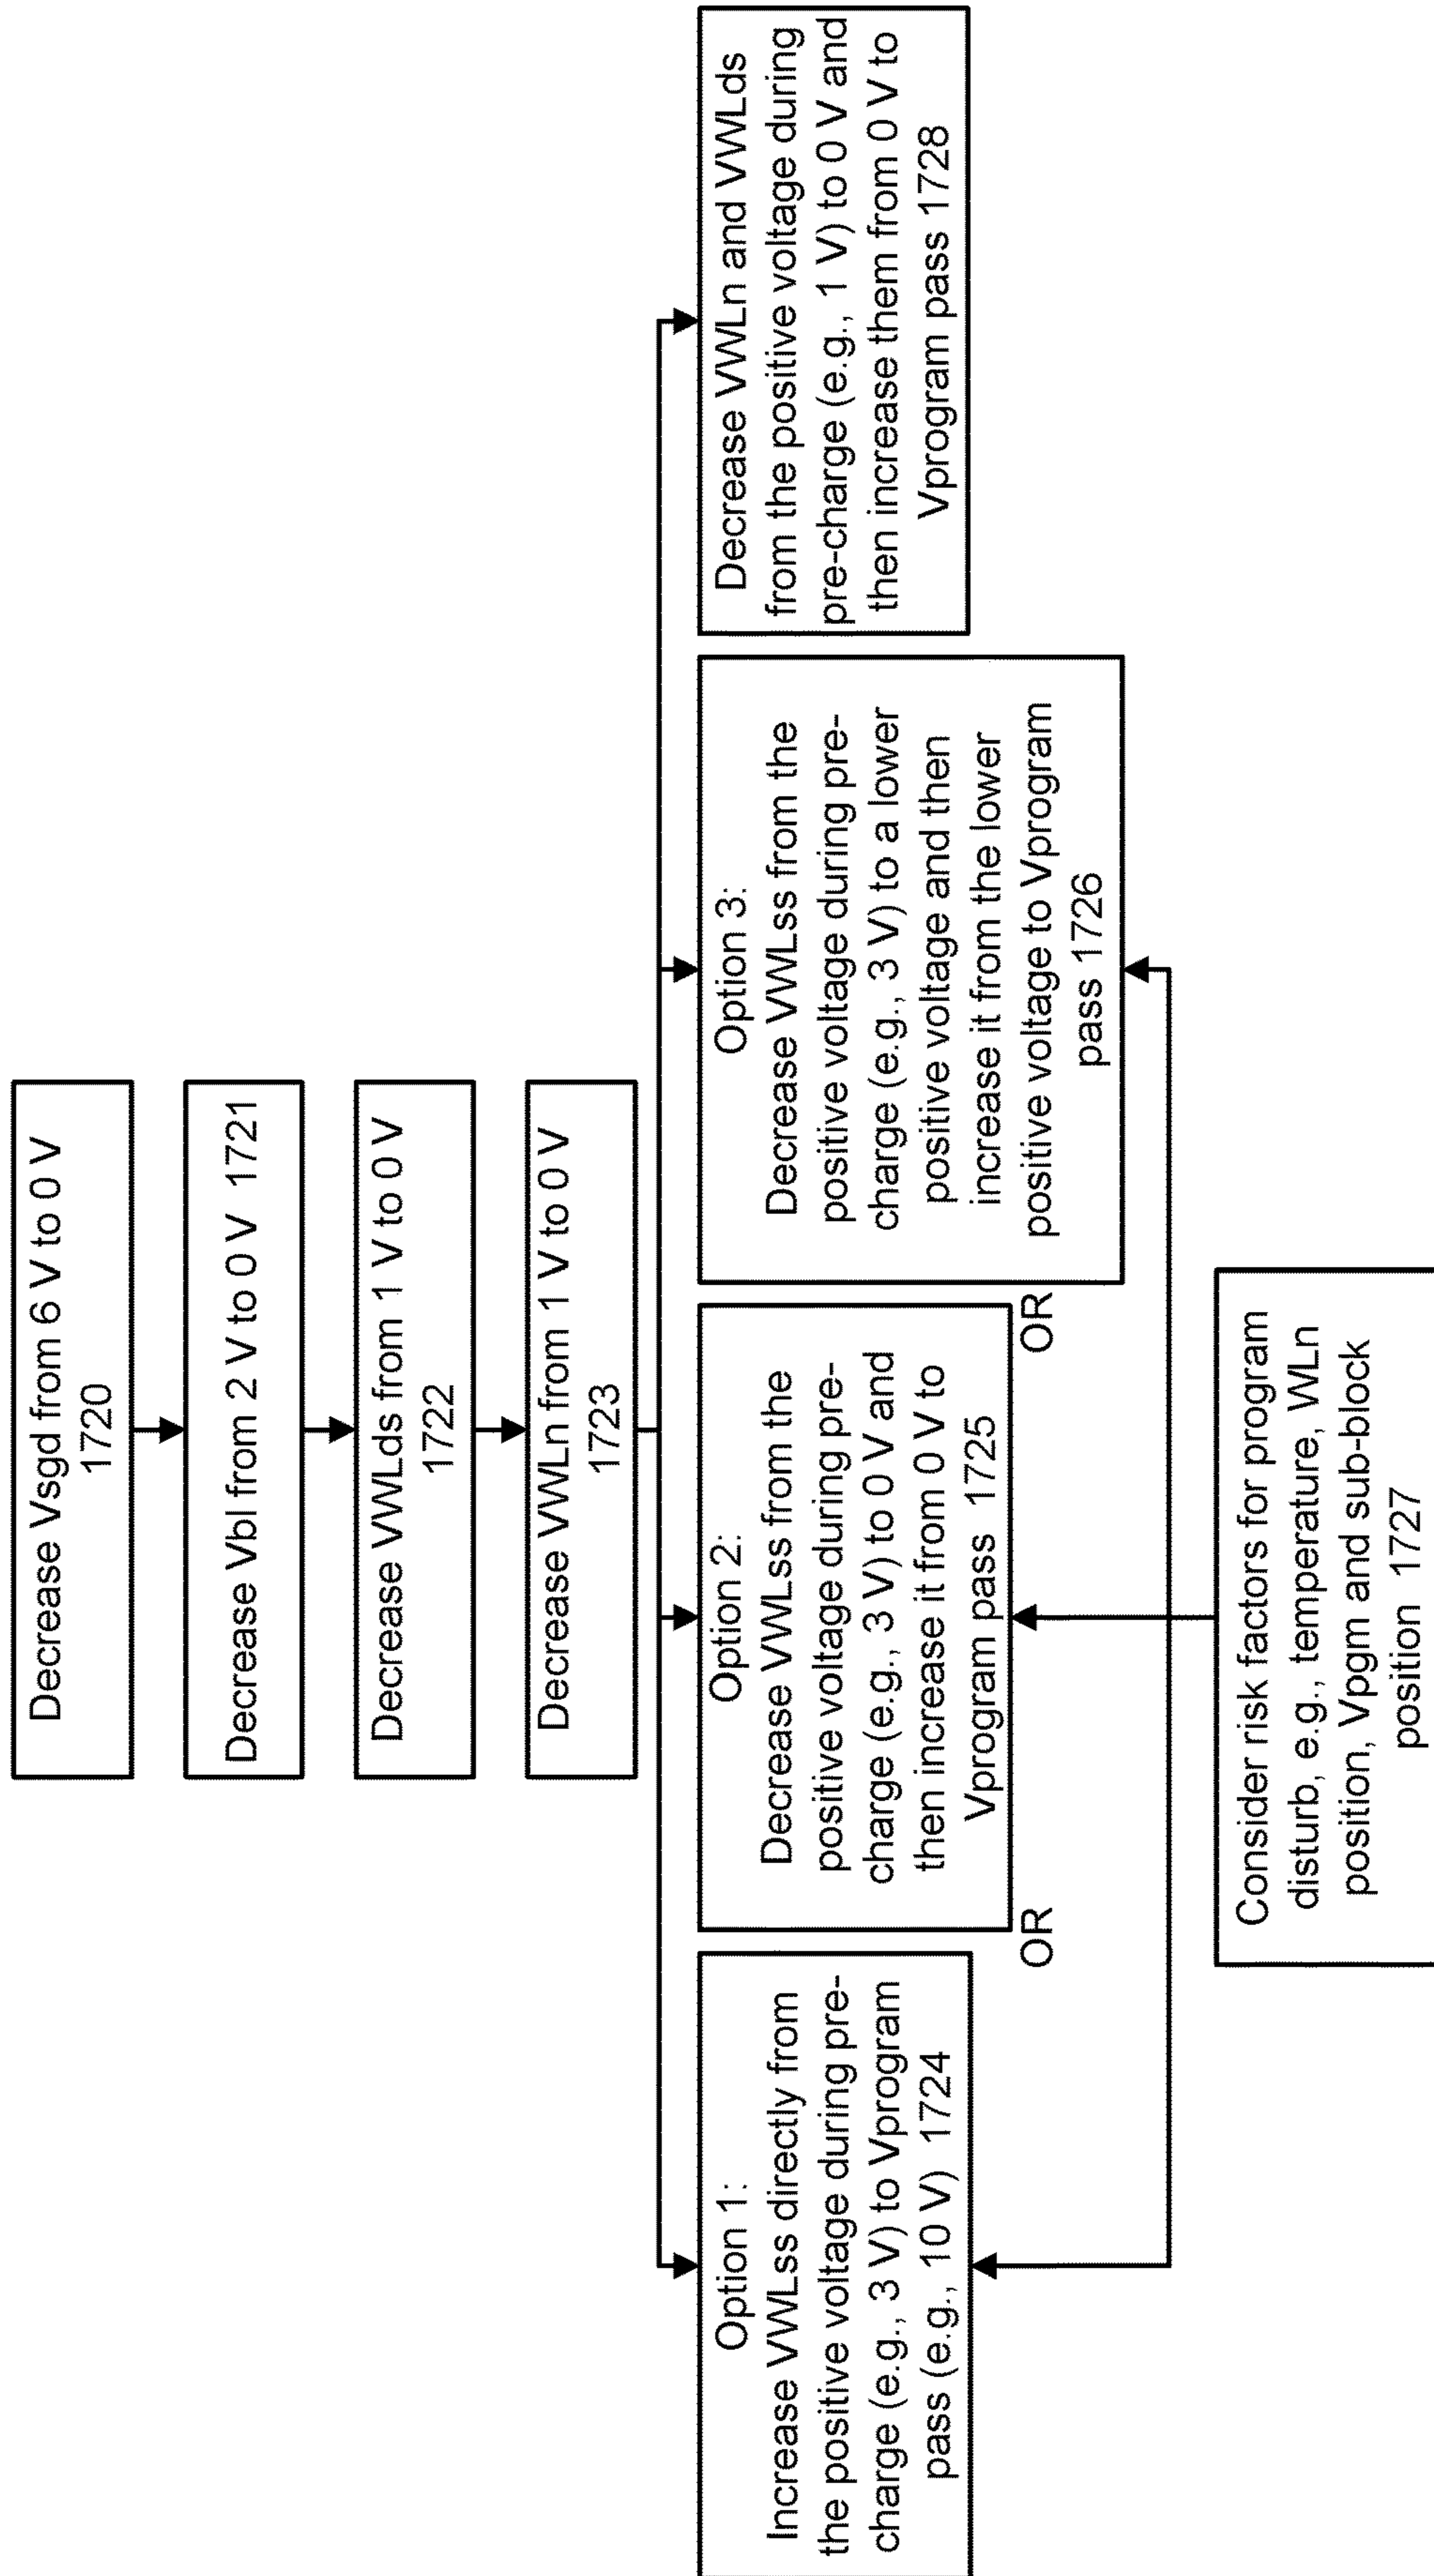 Decrease Vsgd from 6 V to 0 V
1720
Decrease Vbl from 2 V to 0 V 1721
Decrease VWLds from 1 V to 0 V
1722
Decrease VWLn from 1 V to 0 V
1723
Option 1:
Increase VWLss directly from
the positive voltage during pre-
charge (e.g., 3 V) to Vprogram
pass (e.g., 10 V) 1724
OR
Option 2:
Decrease VWLss from the
positive voltage during pre-
charge (e.g., 3 V) to 0 V and
then increase it from 0 V to
Vprogram pass 1725
OR
Option 3:
Decrease VWLss from the
positive voltage during pre-
charge (e.g., 3 V) to a lower
positive voltage and then
increase it from the lower
positive voltage to Vprogram
pass 1726
Decrease VWLn and VWLds
from the positive voltage during
pre-charge (e.g., 1 V) to 0 V and
then increase them from 0 V to
Vprogram pass 1728
Consider risk factors for program
disturb, e.g., temperature, WLn
position, Vpgm and sub-block
position 1727